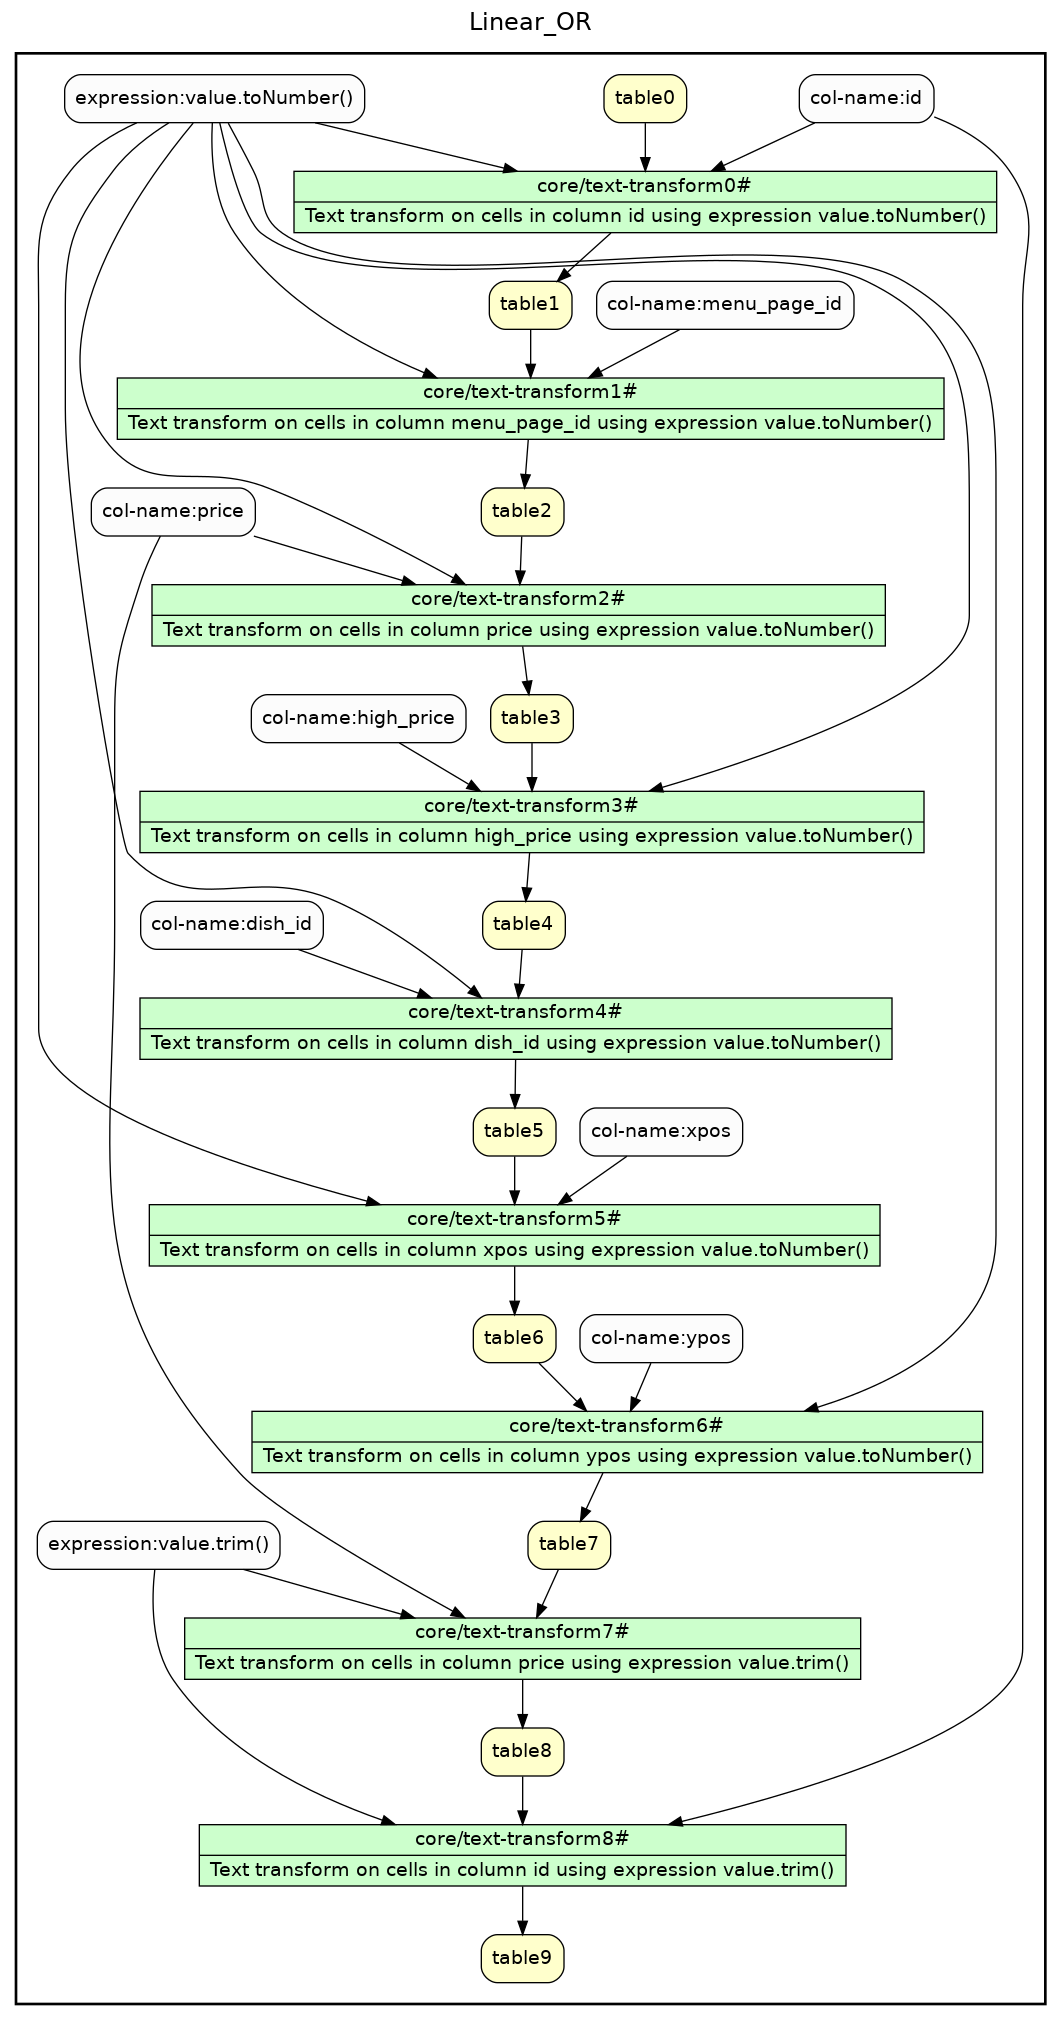 Linear_OR
expression:value.toNumber()
table0
col-name:id
core/text-transform0#
Text transform on cells in column id using expression value.toNumber()
table1
col-name:menu_page_id
core/text-transform1#
Text transform on cells in column menu_page_id using expression value.toNumber()
col-name:price
table2
core/text-transform2#
Text transform on cells in column price using expression value.toNumber()
col-name:high_price
table3
core/text-transform3#
Text transform on cells in column high_price using expression value.toNumber()
col-name:dish_id
table4
core/text-transform4#
Text transform on cells in column dish_id using expression value.toNumber()
table5
col-name:xpos
core/text-transform5#
Text transform on cells in column xpos using expression value.toNumber()
table6
col-name:ypos
core/text-transform6#
Text transform on cells in column ypos using expression value.toNumber()
expression:value.trim()
table7
core/text-transform7#
Text transform on cells in column price using expression value.trim()
table8
core/text-transform8#
Text transform on cells in column id using expression value.trim()
table9